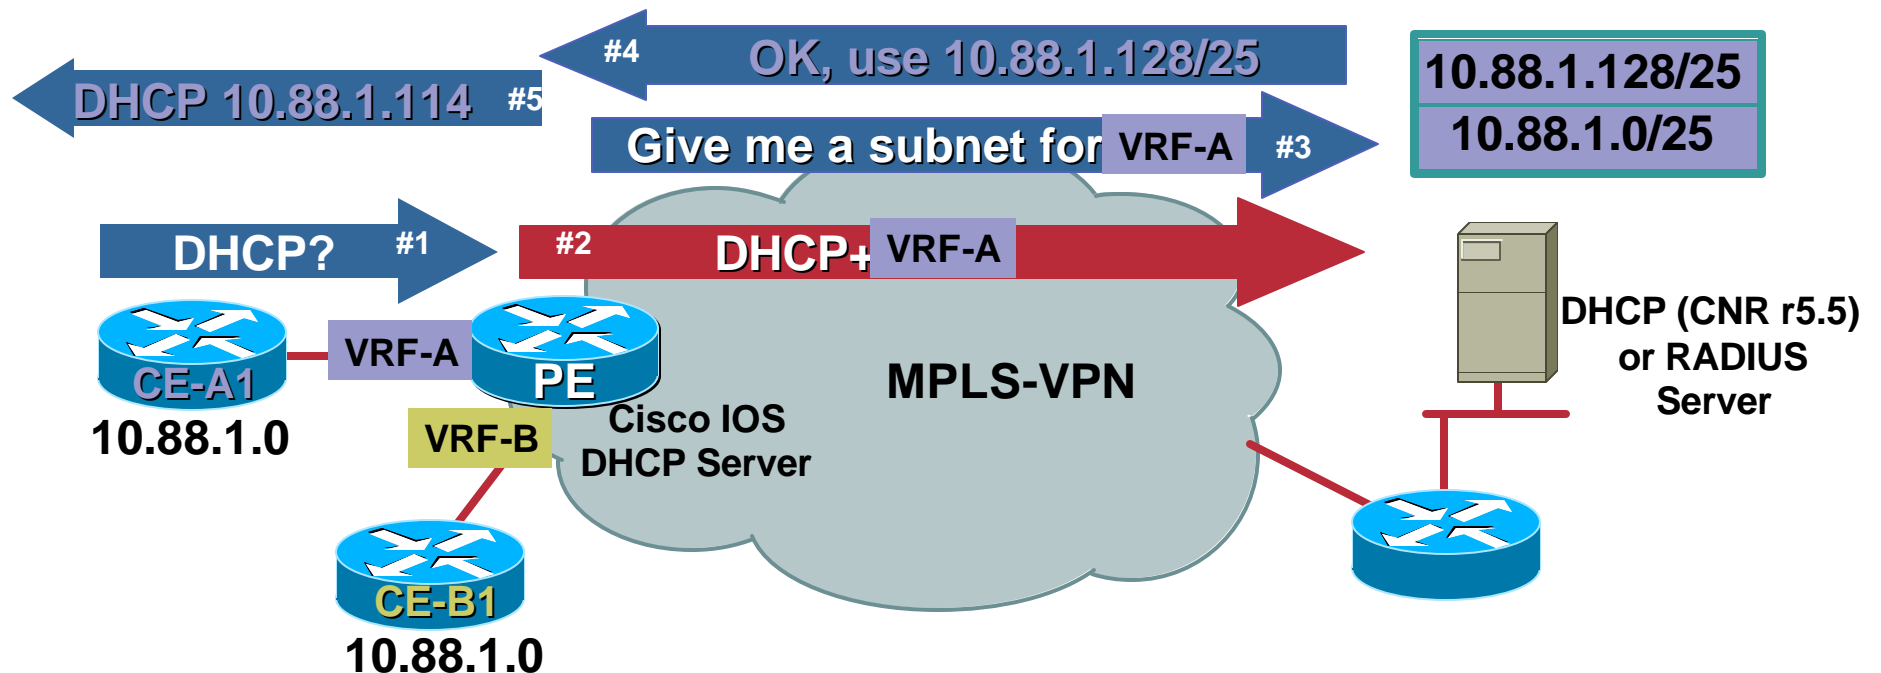 #4 OK, use 10.88.1.128/25
10.88.1.128/25
DHCP 10.88.1.114 #5
10.88.1.0/25
Give me a subnet for VRF-A #3
DHCP? #1
#2 DHCP+ VRF-A
DHCP (CNR r5.5)
or RADIUS
Server
VRF-A
CE-A1
10.88.1.0
PE
MPLS-VPN
Cisco IOS
DHCP Server
VRF-B
CE-B1
10.88.1.0